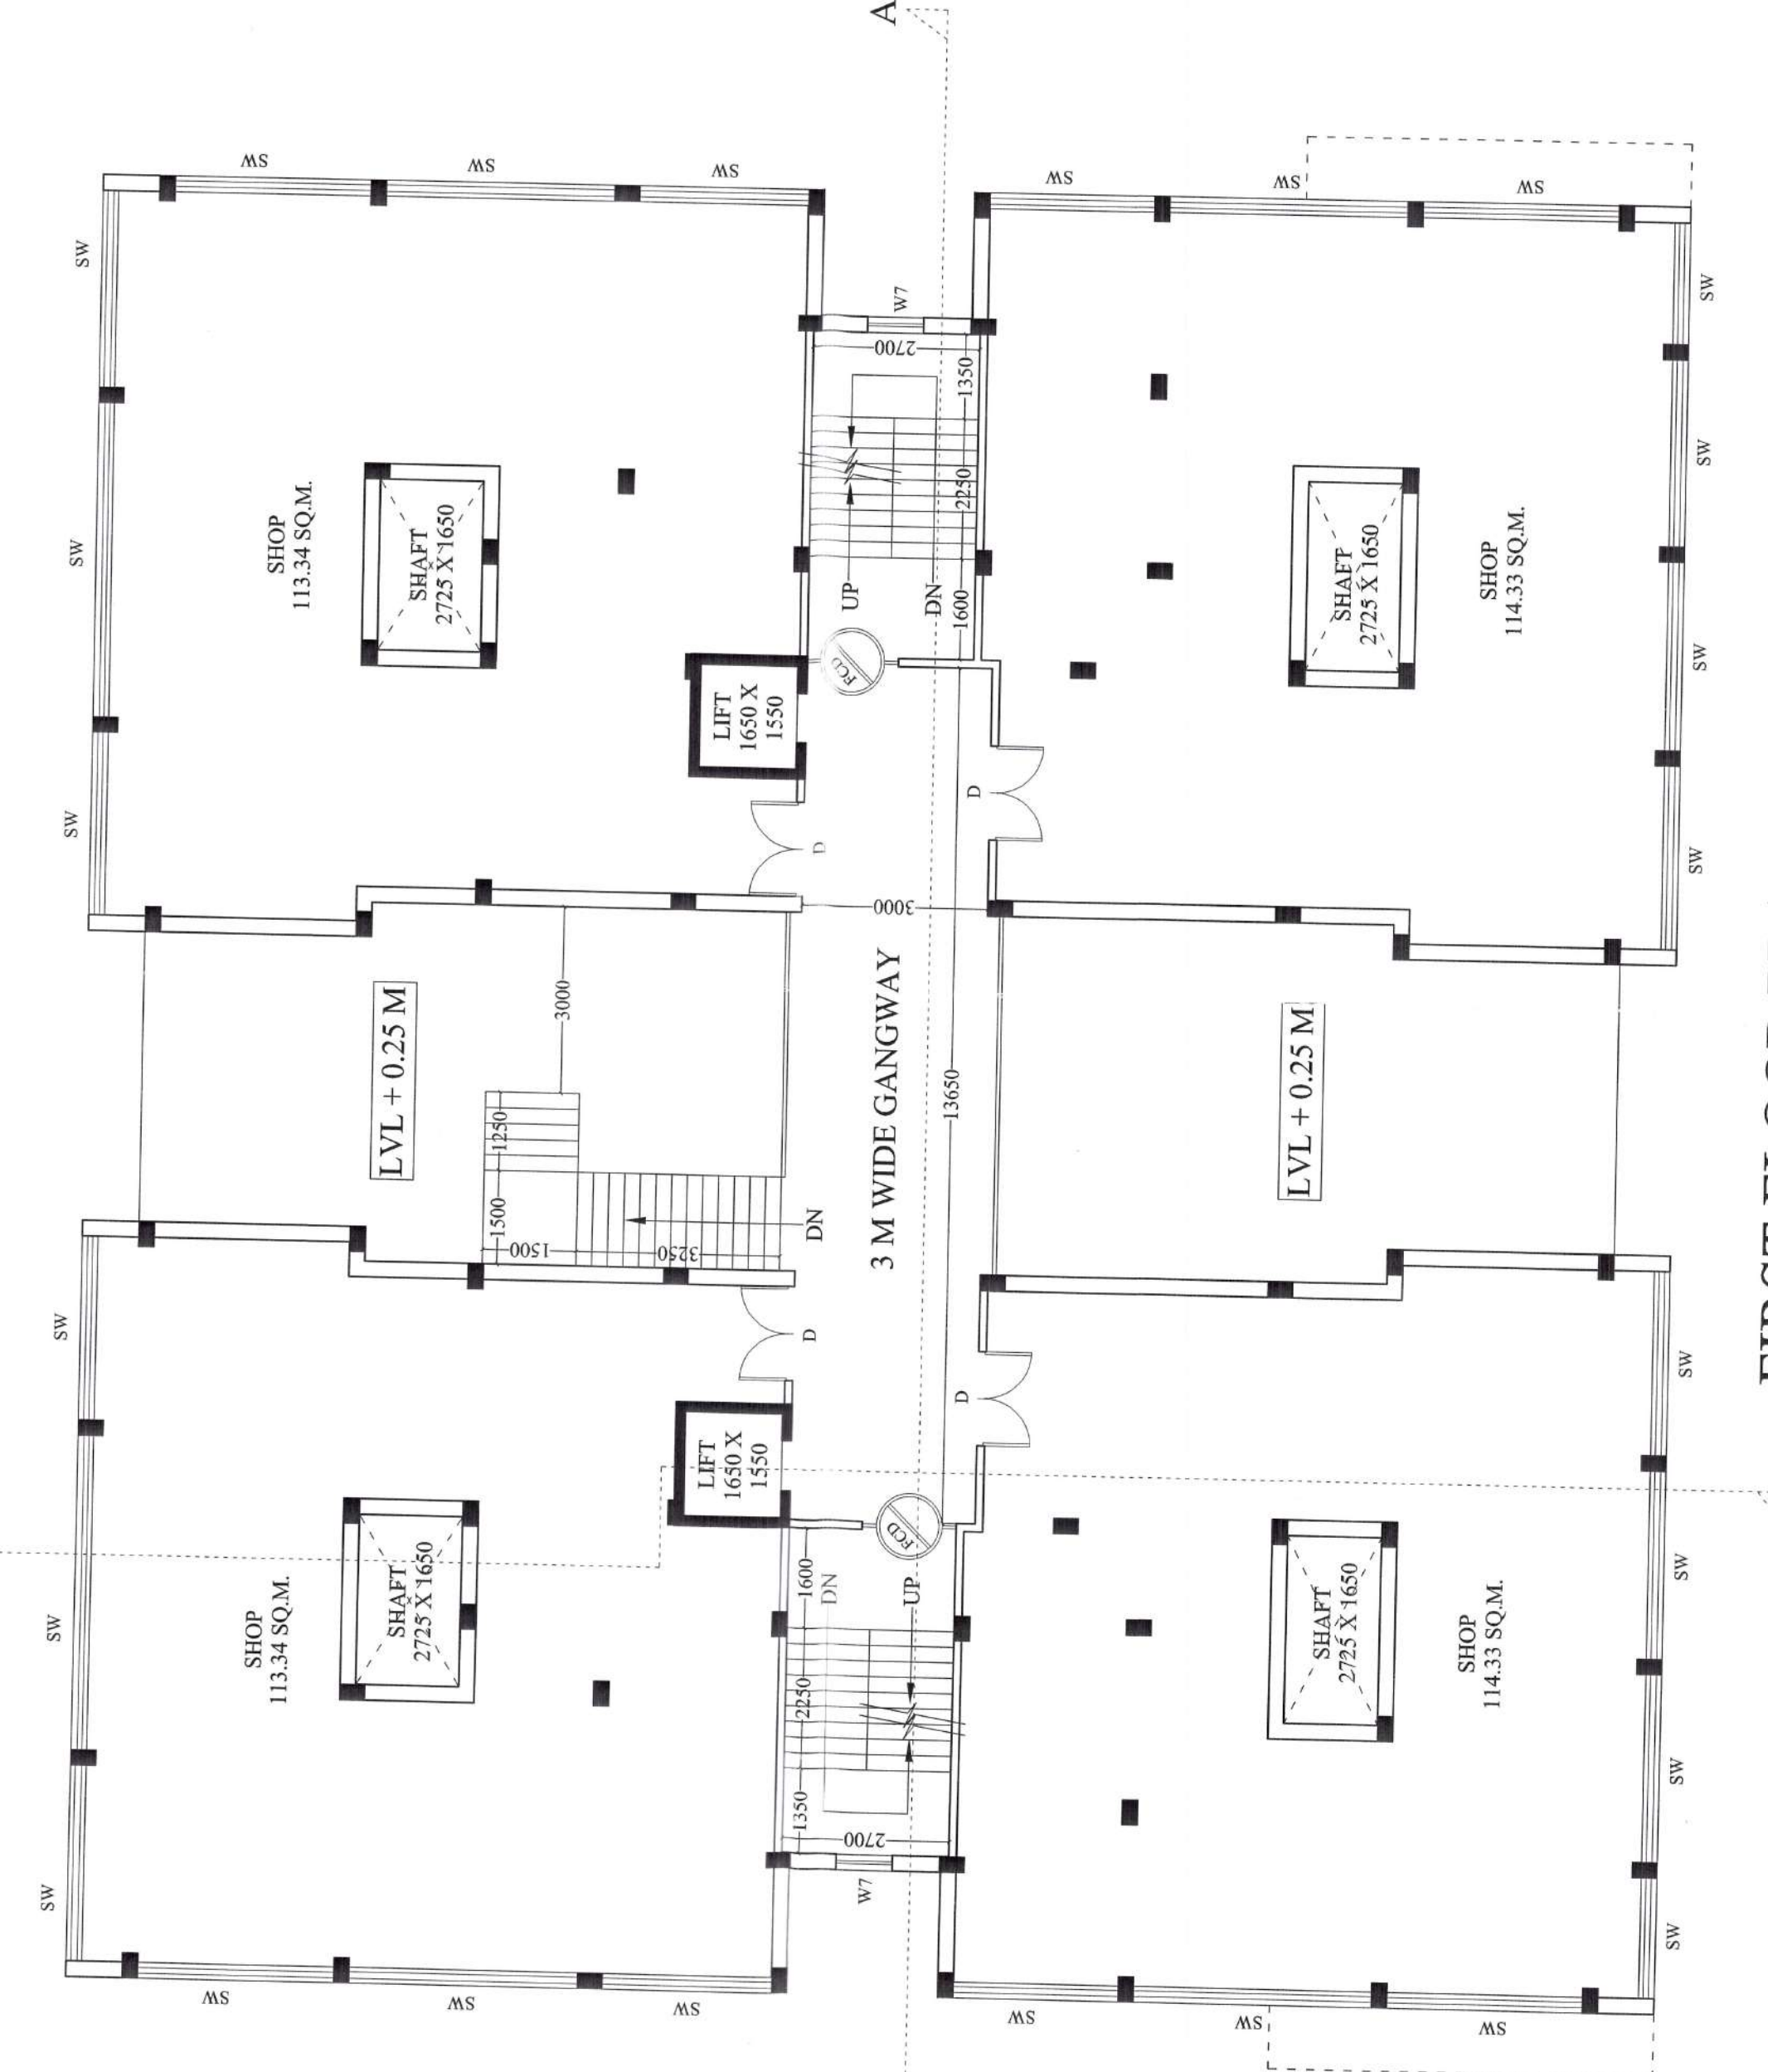 A
SW
SW
SW
SW
SW
SW
SW
SW
W7
2700
1350
SHOP
113.34 SQ.M.
SHAFT
2725 X 1650
2250
SW
SHAFT
2725 X 1650
SHOP
114.33 SQ.M.
SW
UP
DN
1600
FCD
LIFT
1650 X
1550
SW
D
D
SW
SW
3000
3000
LVL + 0.25 M
3 M WIDE GANGWAY
13650
LVL + 0.25 M
1250
1500
1500
3250
DN
SW
D
SW
D
LIFT
1650 X
1550
FCD
SW
SHOP
113.34 SQ.M.
SHAFT
2725 X 1650
1600
DN
UP
SHAFT
2725 X 1650
SHOP
114.33 SQ.M.
SW
2250
SW
1350
2700
W7
SW
SW
SW
SW
SW
SW
SW
SW